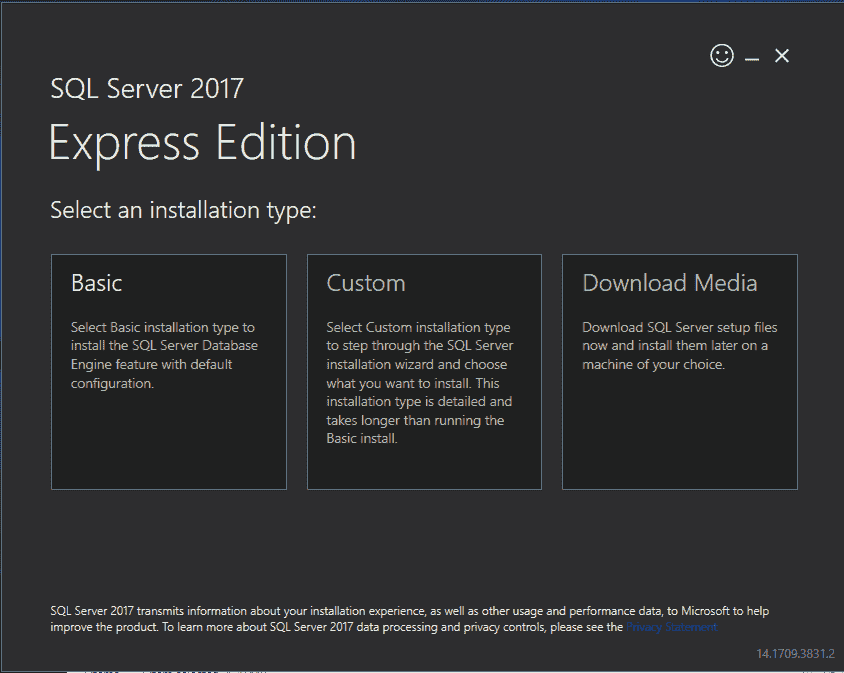 SQL Server 2017
Express Edition
Select an installation type:
Basic
Select Basic installation type to
install the SQL Server Database
Engine feature with default
configuration.
Custom
Select Custom installation type
to step through the SQL Server
installation wizard and choose
what you want to install. This
installation type is detailed and
takes longer than running the
Basic install.
Download Media
Download SQL Server setup files
now and install them later on a
machine of your choice.
SQL Server 2017 transmits information about your installation experience, as well as other usage and performance data, to Microsoft to help
improve the product. To learn more about SQL Server 2017 data processing and privacy controls, please see the Privacy Statement.
14.1709.3831.2